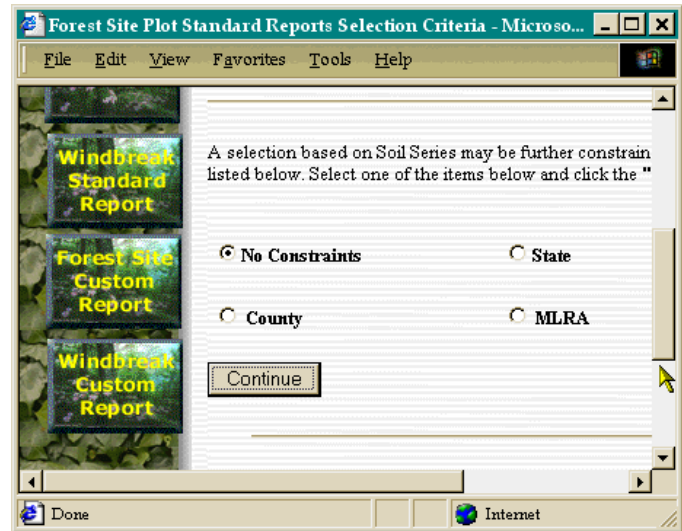 Forest Site Plot Standard Reports Selection Criteria - Microso...
File Edit View Favorites Tools Help
Windbreak
Standard
Report
Forest Site
Custom
Report
Windbreak
Custom
Report
A selection based on Soil Series may be further constrain
listed below. Select one of the items below and click the "
No Constraints State
County MLRA
Continue
Done Internet